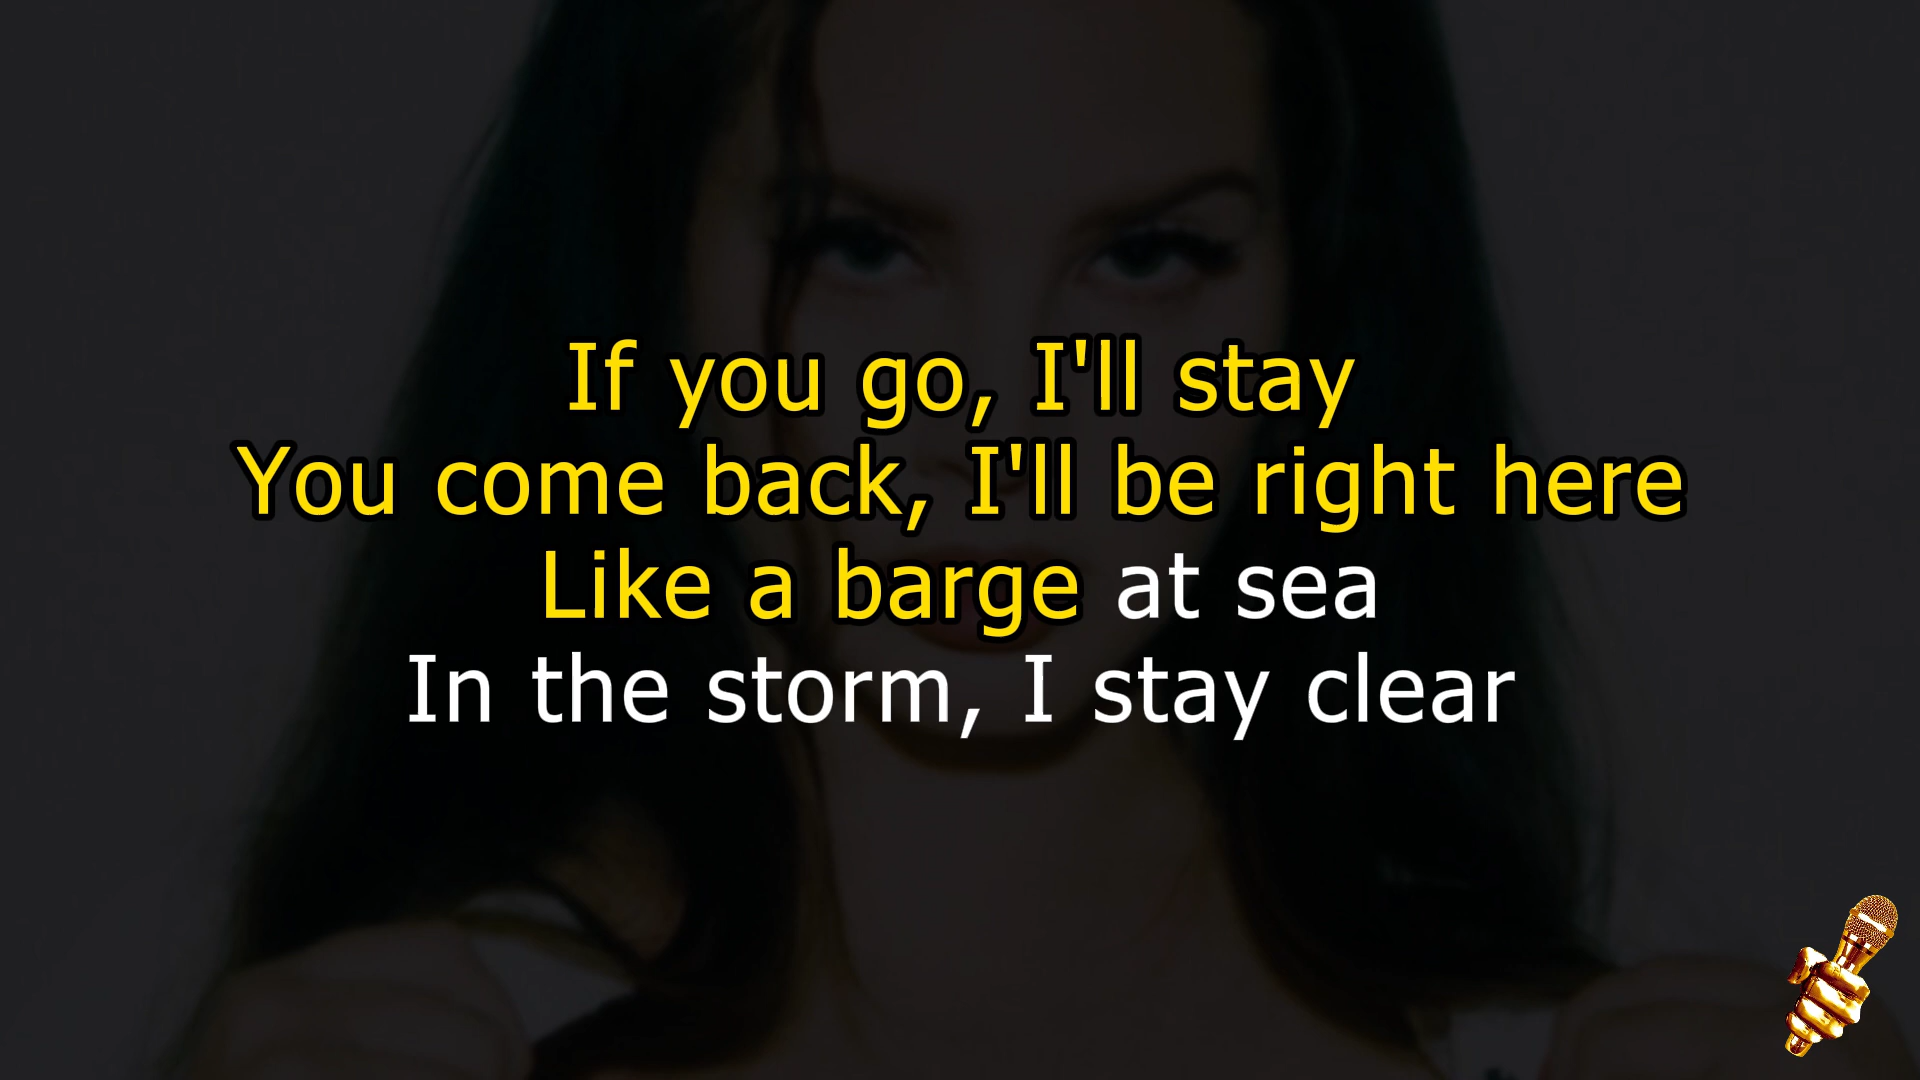 If you go, I'll stay
You come back, I'll be right here
Like a barge at sea
In the storm, I stay clear